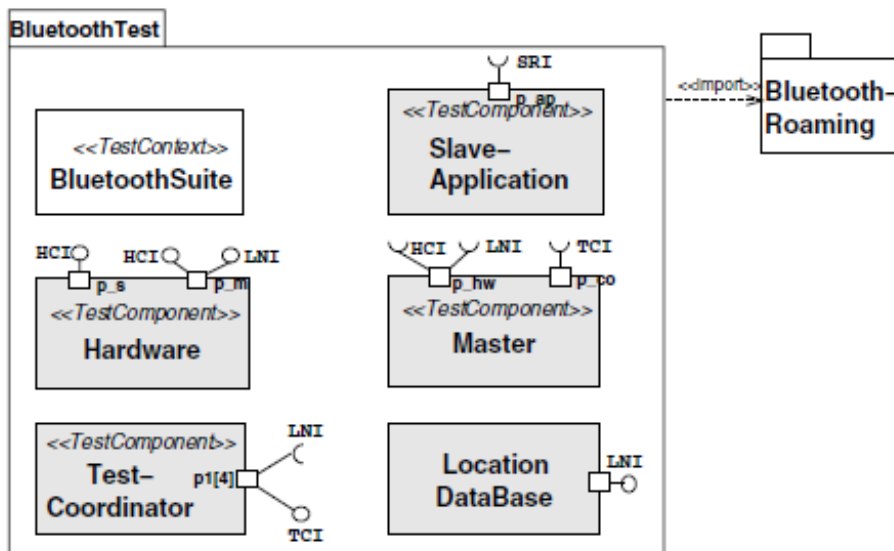 BluetoothTest
SRI
p_ap
<<TestComponent>>
Slave-
Application
<<import>>
Bluetooth-
Roaming
<<TestContext>>
BluetoothSuite
HCI
HCI
LNI
p_s
p_m
<<TestComponent>>
Hardware
HCI
LNI
TCI
p_hw
p_co
<<TestComponent>>
Master
<<TestComponent>>
Test-
Coordinator
p1[4]
LNI
TCI
Location
DataBase
LNI